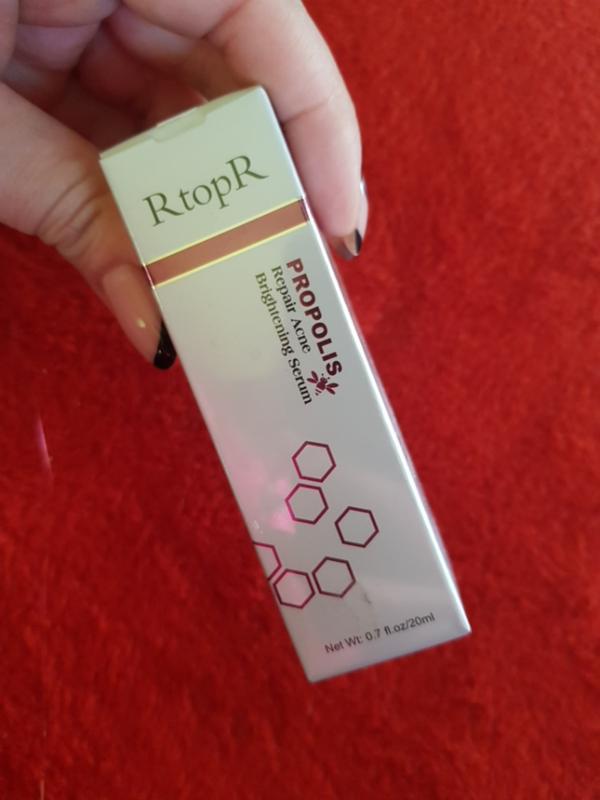 RtopR
PROPOLIS
Repair Acne
Brightening Serum
Net Wt: 0.7 fl.oz/20ml